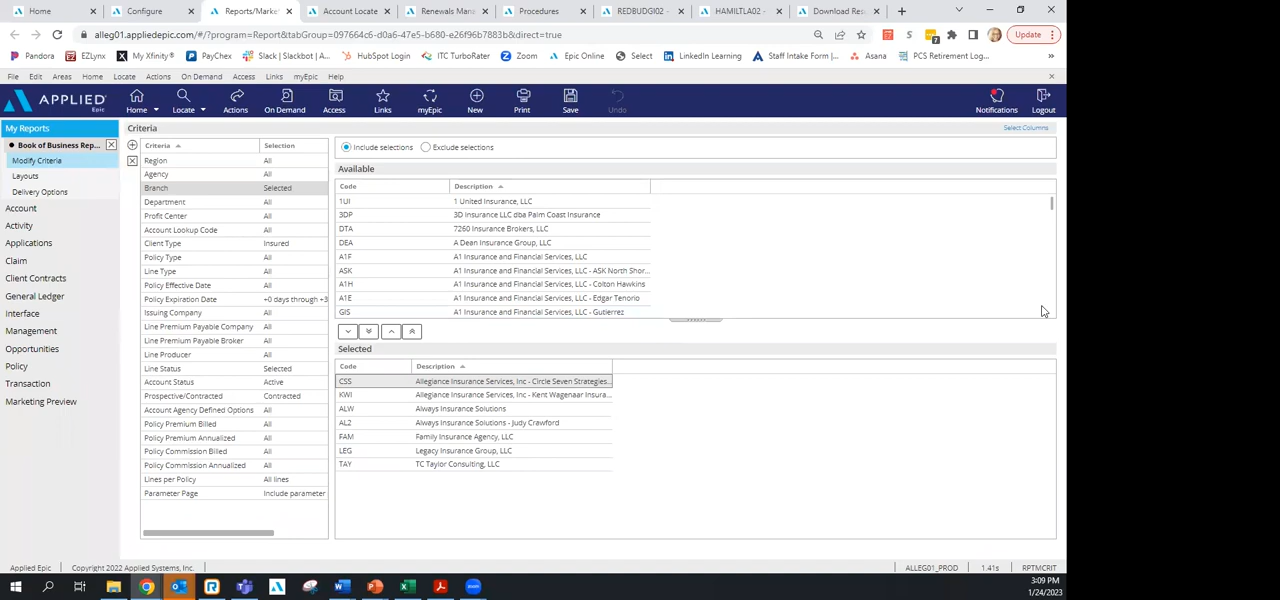 Home
Configure
Reports/Marke
Account Locate
Renewals Mana
Procedures
REDBUDGI02 -
HAMILTLA02 -
Download Resu
alleg01.appliedepic.com/#/?program=Report&tabGroup=097664c6-d0a6-47e5-b680-e26f96b7883b&direct=true
Update
Pandora
EZLynx
My Xfinity®
PayChex
Slack | Slackbot | A...
HubSpot Login
ITC TurboRater
Zoom
Epic Online
Select
LinkedIn Learning
Staff Intake Form |...
Asana
PCS Retirement Log...
File Edit Areas Home Locate Actions On Demand Access Links myEpic Help
APPLIED
Epic
Home Locate Actions On Demand Access Links myEpic New Print Save Undo Notifications Logout
My Reports
Book of Business Rep...
Modify Criteria
Layouts
Delivery Options
Account
Activity
Applications
Claim
Client Contracts
General Ledger
Interface
Management
Opportunities
Policy
Transaction
Marketing Preview
Criteria
Select Columns
Criteria Selection
Region All
Agency All
Branch Selected
Department All
Profit Center All
Account Lookup Code All
Client Type Insured
Policy Type All
Line Type All
Policy Effective Date All
Policy Expiration Date +0 days through +3
Issuing Company All
Line Premium Payable Company All
Line Premium Payable Broker All
Line Producer All
Line Status Selected
Account Status Active
Prospective/Contracted Contracted
Account Agency Defined Options All
Policy Premium Billed All
Policy Premium Annualized All
Policy Commission Billed All
Policy Commission Annualized All
Lines per Policy All lines
Parameter Page Include parameter
Include selections Exclude selections
Available
Code Description
1UI 1 United Insurance, LLC
3DP 3D Insurance LLC dba Palm Coast Insurance
DTA 7260 Insurance Brokers, LLC
DEA A Dean Insurance Group, LLC
A1F A1 Insurance and Financial Services, LLC
ASK A1 Insurance and Financial Services, LLC - ASK North Shor...
A1H A1 Insurance and Financial Services, LLC - Colton Hawkins
A1E A1 Insurance and Financial Services, LLC - Edgar Tenorio
GIS A1 Insurance and Financial Services, LLC - Gutierrez
Selected
Code Description
CSS Allegiance Insurance Services, Inc - Circle Seven Strategies...
KWI Allegiance Insurance Services, Inc - Kent Wagenaar Insura...
ALW Always Insurance Solutions
AL2 Always Insurance Solutions - Judy Crawford
FAM Family Insurance Agency, LLC
LEG Legacy Insurance Group, LLC
TAY TC Taylor Consulting, LLC
Applied Epic Copyright 2022 Applied Systems, Inc. ALLEG01_PROD 1.41s RPTMCRIT
3:09 PM
1/24/2023